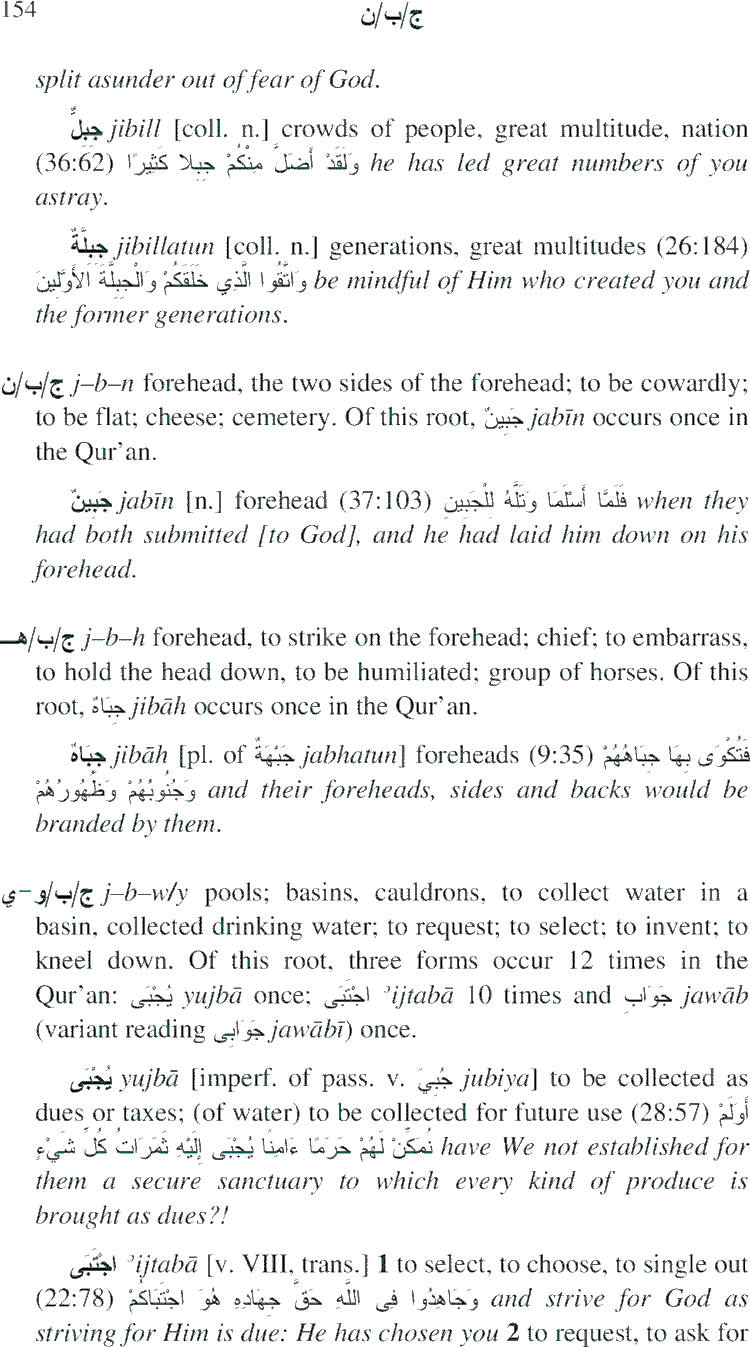 154
ج/ب/ن
split asunder out of fear of God.
جِبِلٌّ jibill [coll. n.] crowds of people, great multitude, nation
(36:62) وَلَقَدْ أَضَلَّ مِنْكُمْ جِبِلا كَثِيرًا he has led great numbers of you
astray.
جِبِلَّةٌ jibillatun [coll. n.] generations, great multitudes (26:184)
وَاتَّقُوا الَّذِي خَلَقَكُمْ وَالْجِبِلَّةَ الأَوَّلِينَ be mindful of Him who created you and
the former generations.
ج/ب/ن j–b–n forehead, the two sides of the forehead; to be cowardly;
to be flat; cheese; cemetery. Of this root, جَبِينٌ jabīn occurs once in
the Qur’an.
جَبِينٌ jabīn [n.] forehead (37:103) فَلَمَّا أَسْلَمَا وَتَلَّهُ لِلْجَبِينِ when they
had both submitted [to God], and he had laid him down on his
forehead.
ج/ب/هـ j–b–h forehead, to strike on the forehead; chief; to embarrass,
to hold the head down, to be humiliated; group of horses. Of this
root, جِبَاهٌ jibāh occurs once in the Qur’an.
جِبَاهٌ jibāh [pl. of جَبْهَةٌ jabhatun] foreheads (9:35) فَتُكْوَى بِهَا جِبَاهُهُمْ
وَجُنُوبُهُمْ وَظُهُورُهُمْ and their foreheads, sides and backs would be
branded by them.
ج/ب/و–ي j–b–w/y pools; basins, cauldrons, to collect water in a
basin, collected drinking water; to request; to select; to invent; to
kneel down. Of this root, three forms occur 12 times in the
Qur’an: يُجْبَى yujbā once; اجْتَبَى ʾijtabā 10 times and جَوَابِ jawāb
(variant reading جَوَابِى jawābī) once.
يُجْبَى yujbā [imperf. of pass. v. جُبِيَ jubiya] to be collected as
dues or taxes; (of water) to be collected for future use (28:57) أَوَلَمْ
نُمَكِّنْ لَهُمْ حَرَمًا ءَامِنًا يُجْبَى إِلَيْهِ ثَمَرَاتُ كُلِّ شَيْءٍ have We not established for
them a secure sanctuary to which every kind of produce is
brought as dues?!
اجْتَبَى ʾijtabā [v. VIII, trans.] 1 to select, to choose, to single out
(22:78) وَجَاهِدُوا فِى اللَّهِ حَقَّ جِهَادِهِ هُوَ اجْتَبَاكُمْ and strive for God as
striving for Him is due: He has chosen you 2 to request, to ask for